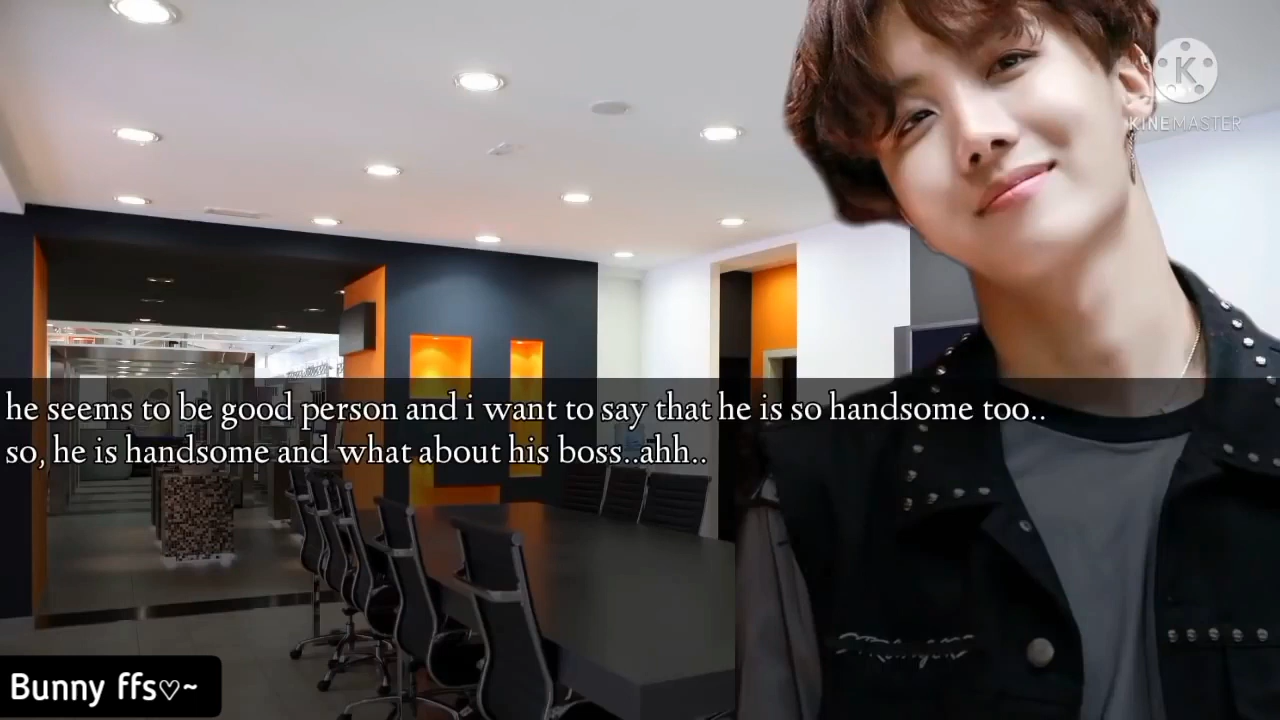 KINEMASTER
he seems to be good person and i want to say that he is so handsome too..
so, he is handsome and what about his boss..ahh..
Bunny ffs♡~